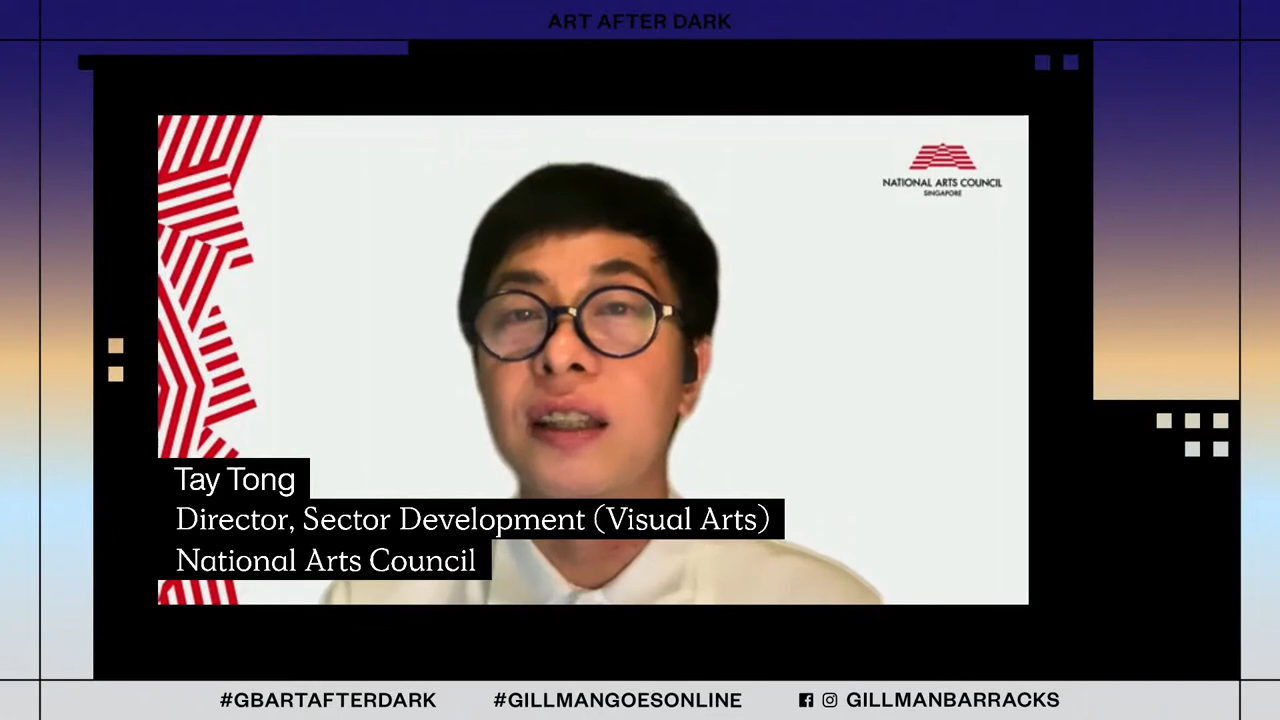 ART AFTER DARK
NATIONAL ARTS COUNCIL
SINGAPORE
Tay Tong
Director, Sector Development (Visual Arts)
National Arts Council
#GBARTAFTERDARK #GILLMANGOESONLINE GILLMANBARRACKS